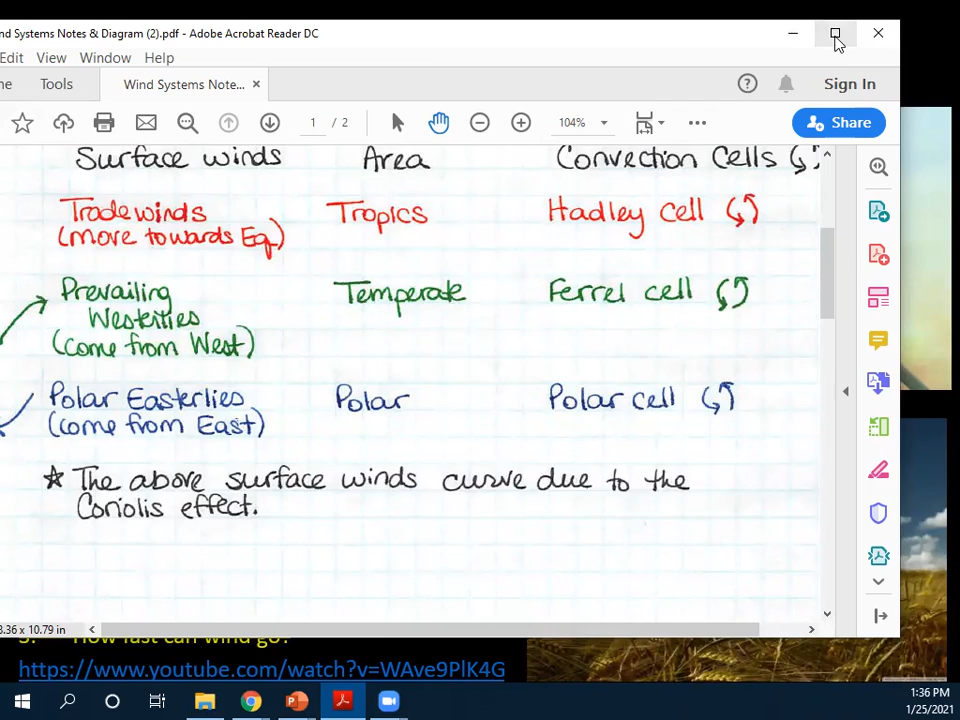 nd Systems Notes & Diagram (2).pdf - Adobe Acrobat Reader DC
Edit View Window Help
ne Tools Wind Systems Note... × Sign In
1 / 2 104% Share
Surface winds Area Convection Cells
Tradewinds Tropics Hadley cell
(move towards Eq.)
Prevailing Temperate Ferrel cell
Westerlies
(come from West)
Polar Easterlies Polar Polar cell
(come from East)
☆ The above surface winds curve due to the
Coriolis effect.
8.36 x 10.79 in
How fast can wind go?
https://www.youtube.com/watch?v=WAve9PlK4G
1:36 PM
1/25/2021